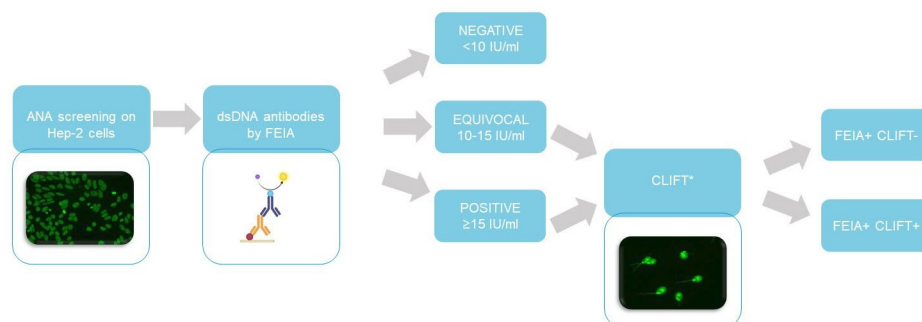 ANA screening on
Hep-2 cells
dsDNA antibodies
by FEIA
NEGATIVE
<10 IU/ml
EQUIVOCAL
10-15 IU/ml
POSITIVE
≥15 IU/ml
CLIFT*
FEIA+ CLIFT-
FEIA+ CLIFT+